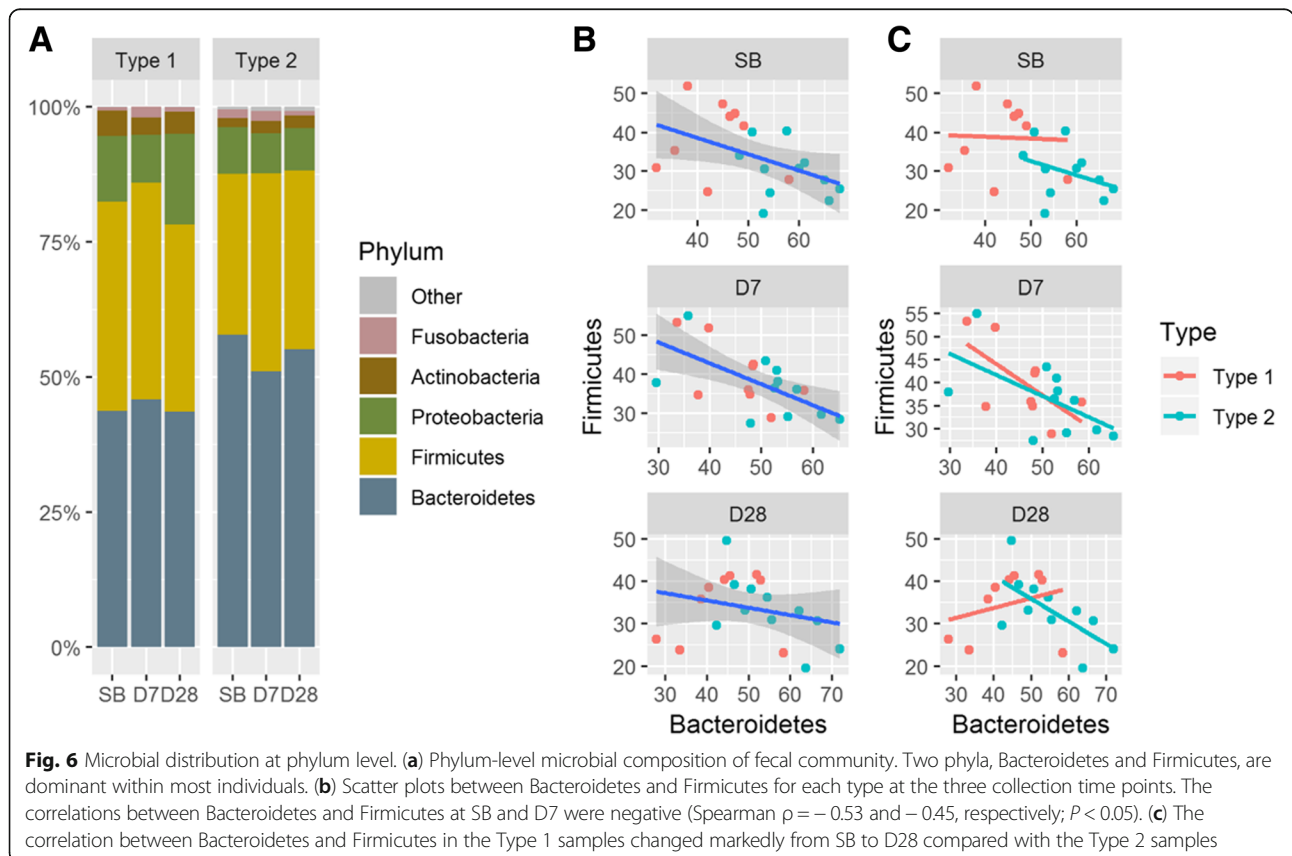 A
Type 1
Type 2
100%
75%
50%
25%
0%
SB D7 D28
SB D7 D28
Phylum
Other
Fusobacteria
Actinobacteria
Proteobacteria
Firmicutes
Bacteroidetes
B
SB
50
40
30
20
40 50 60
D7
50
40
30
30 40 50 60
D28
50
40
30
20
30 40 50 60 70
Firmicutes
Bacteroidetes
C
SB
50
40
30
20
40 50 60
D7
55
50
45
40
35
30
30 40 50 60
D28
50
40
30
20
30 40 50 60 70
Firmicutes
Bacteroidetes
Type
Type 1
Type 2
Fig. 6 Microbial distribution at phylum level. (a) Phylum-level microbial composition of fecal community. Two phyla, Bacteroidetes and Firmicutes, are
dominant within most individuals. (b) Scatter plots between Bacteroidetes and Firmicutes for each type at the three collection time points. The
correlations between Bacteroidetes and Firmicutes at SB and D7 were negative (Spearman ρ = − 0.53 and − 0.45, respectively; P < 0.05). (c) The
correlation between Bacteroidetes and Firmicutes in the Type 1 samples changed markedly from SB to D28 compared with the Type 2 samples